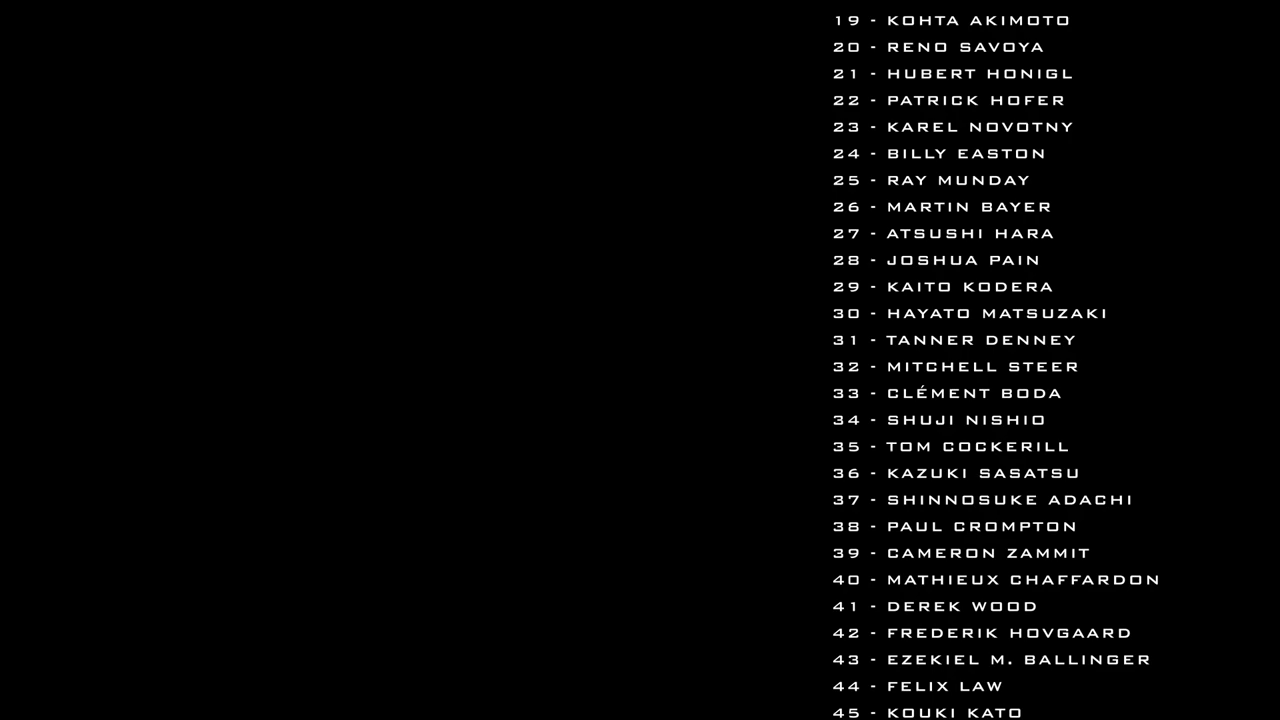 19 - KOHTA AKIMOTO
20 - RENO SAVOYA
21 - HUBERT HONIGL
22 - PATRICK HOFER
23 - KAREL NOVOTNY
24 - BILLY EASTON
25 - RAY MUNDAY
26 - MARTIN BAYER
27 - ATSUSHI HARA
28 - JOSHUA PAIN
29 - KAITO KODERA
30 - HAYATO MATSUZAKI
31 - TANNER DENNEY
32 - MITCHELL STEER
33 - CLÉMENT BODA
34 - SHUJI NISHIO
35 - TOM COCKERILL
36 - KAZUKI SASATSU
37 - SHINNOSUKE ADACHI
38 - PAUL CROMPTON
39 - CAMERON ZAMMIT
40 - MATHIEUX CHAFFARDON
41 - DEREK WOOD
42 - FREDERIK HOVGAARD
43 - EZEKIEL M. BALLINGER
44 - FELIX LAW
45 - KOUKI KATO